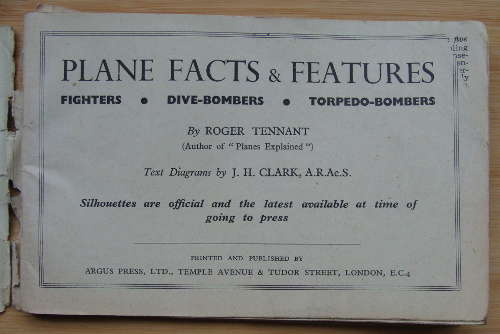 PLANE FACTS & FEATURES
FIGHTERS • DIVE-BOMBERS • TORPEDO-BOMBERS
By ROGER TENNANT
(Author of "Planes Explained")
Text Diagrams by J. H. CLARK, A.R.Ae.S.
Silhouettes are official and the latest available at time of
going to press
PRINTED AND PUBLISHED BY
ARGUS PRESS, LTD., TEMPLE AVENUE & TUDOR STREET, LONDON, E.C.4